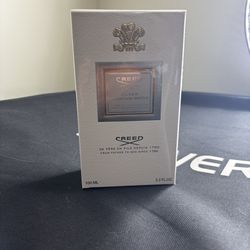 CREED
CREED
DE PÈRE EN FILS DEPUIS 1760
FROM FATHER TO SON SINCE 1760
100 ML
3.3 FL.OZ.
VER